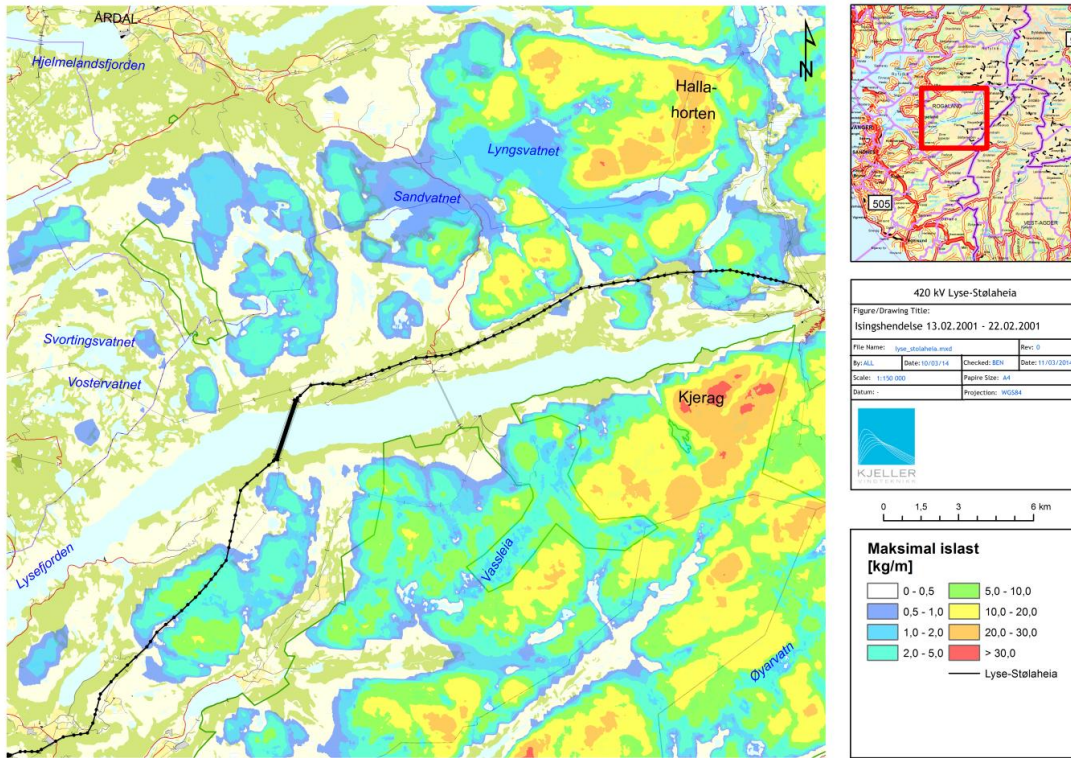 ÅRDAL
Hjelmelandsfjorden
N
Halla-
horten
Lyngsvatnet
Sandvatnet
Svortingsvatnet
Vostervatnet
Kjerag
Lysefjorden
Vassleia
Øyarvatn
ROGALAND
505
VEST-AGDER
420 kV Lyse-Stølaheia
Figure/Drawing Title:
Isingshendelse 13.02.2001 - 22.02.2001
File Name: lyse_stolaheia.mxd Rev: 0
By: ALL Date: 10/03/14 Checked: BEN Date: 11/03/2014
Scale: 1:150 000 Papire Size: A4
Datum: - Projection: WGS84
KJELLER
VINDTEKNIKK
0 1,5 3 6 km
Maksimal islast
[kg/m]
0 - 0,5 5,0 - 10,0
0,5 - 1,0 10,0 - 20,0
1,0 - 2,0 20,0 - 30,0
2,0 - 5,0 > 30,0
Lyse-Stølaheia